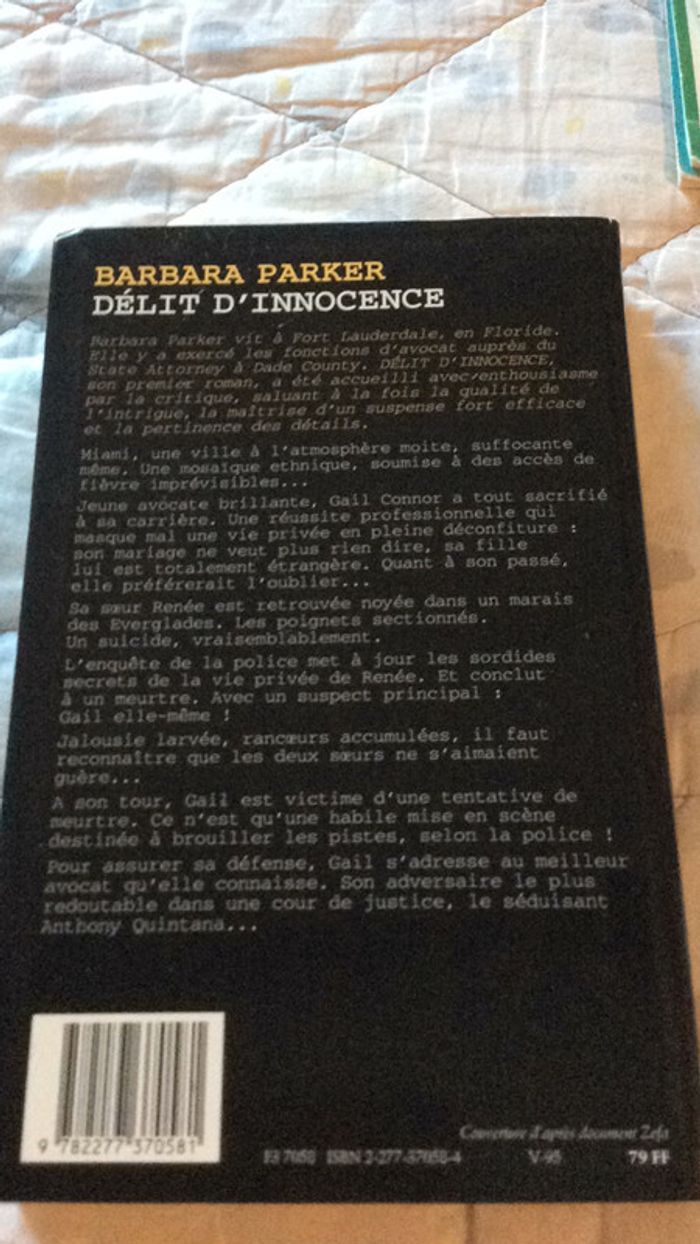 BARBARA PARKER
DÉLIT D'INNOCENCE
Barbara Parker vit à Fort Lauderdale, en Floride.
Elle y a exercé les fonctions d'avocat auprès du
State Attorney à Dade County. DÉLIT D'INNOCENCE,
son premier roman, a été accueilli avec enthousiasme
par la critique, saluant à la fois la qualité de
l'intrigue, la maîtrise d'un suspense fort efficace
et la pertinence des détails.
Miami, une ville à l'atmosphère moite, suffocante
même. Une mosaïque ethnique, soumise à des accès de
fièvre imprévisibles...
Jeune avocate brillante, Gail Connor a tout sacrifié
à sa carrière. Une réussite professionnelle qui
masque mal une vie privée en pleine déconfiture :
son mariage ne veut plus rien dire, sa fille
lui est totalement étrangère. Quant à son passé,
elle préférerait l'oublier...
Sa sœur Renée est retrouvée noyée dans un marais
des Everglades. Les poignets sectionnés.
Un suicide, vraisemblablement.
L'enquête de la police met à jour les sordides
secrets de la vie privée de Renée. Et conclut
à un meurtre. Avec un suspect principal :
Gail elle-même !
Jalousie larvée, rancœurs accumulées, il faut
reconnaître que les deux sœurs ne s'aimaient
guère...
A son tour, Gail est victime d'une tentative de
meurtre. Ce n'est qu'une habile mise en scène
destinée à brouiller les pistes, selon la police !
Pour assurer sa défense, Gail s'adresse au meilleur
avocat qu'elle connaisse. Son adversaire le plus
redoutable dans une cour de justice, le séduisant
Anthony Quintana...
Couverture d'après document Zefa
9 782277 370581
F3 7058 ISBN 2-277-37058-4 V-95 79 FF